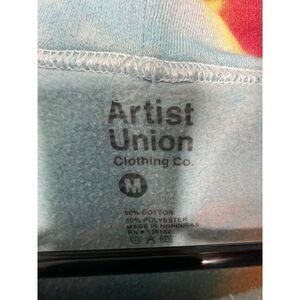 Artist
Union
Clothing Co.
M
50% COTTON
50% POLYESTER
MADE IN HONDURAS